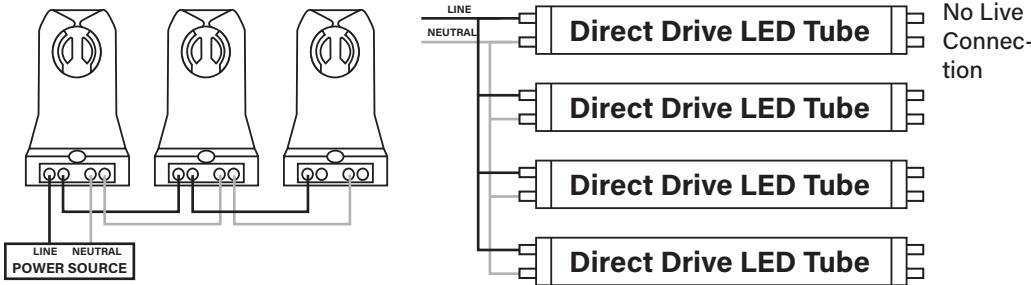 LINE NEUTRAL
POWER SOURCE
LINE
NEUTRAL
Direct Drive LED Tube
Direct Drive LED Tube
Direct Drive LED Tube
Direct Drive LED Tube
No Live
Connec-
tion